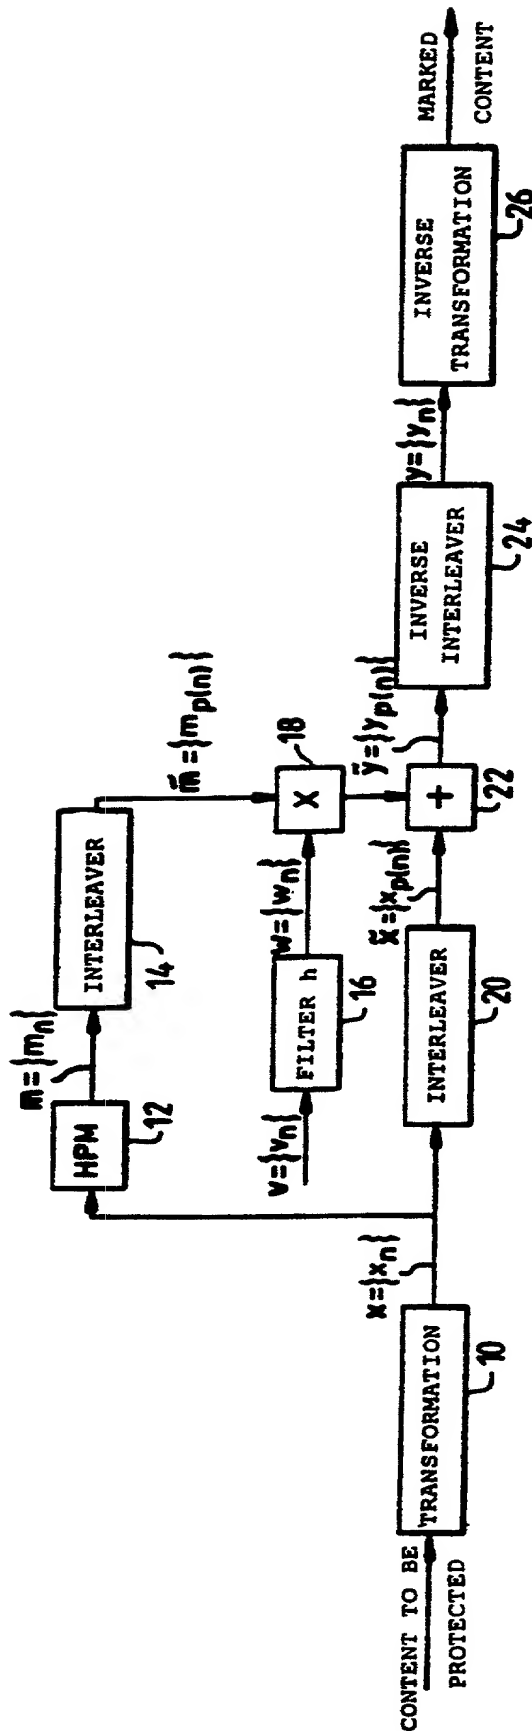 CONTENT TO BE
PROTECTED
TRANSFORMATION
10
x={xn}
HPM
12
m={mn}
INTERLEAVER
14
m̃={mp(n)}
v={vn}
FILTER h
16
w={wn}
X
18
INTERLEAVER
20
x̃={xp(n)}
+
22
ỹ={yp(n)}
INVERSE
INTERLEAVER
24
y={yn}
INVERSE
TRANSFORMATION
26
MARKED
CONTENT